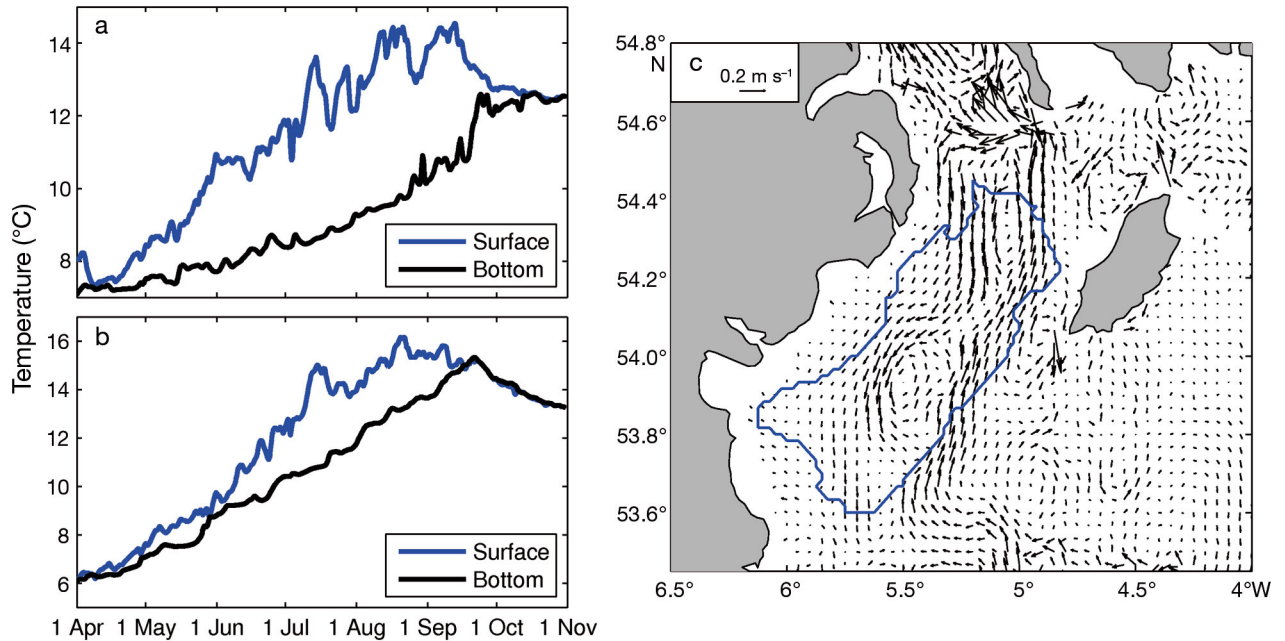 a
14
12
10
8
Surface
Bottom
Temperature (°C)
b
16
14
12
10
8
6
Surface
Bottom
1 Apr 1 May 1 Jun 1 Jul 1 Aug 1 Sep 1 Oct 1 Nov
54.8°
N
c
0.2 m s⁻¹
54.6°
54.4°
54.2°
54.0°
53.8°
53.6°
6.5° 6° 5.5° 5° 4.5° 4°W